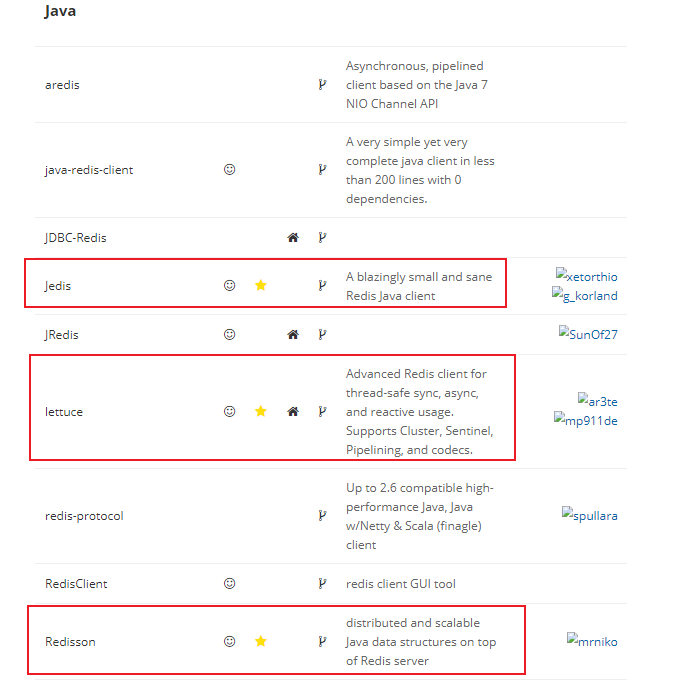 Java
aredis
Asynchronous, pipelined
client based on the Java 7
NIO Channel API
java-redis-client
A very simple yet very
complete java client in less
than 200 lines with 0
dependencies.
JDBC-Redis
Jedis
A blazingly small and sane
Redis Java client
xetorthio
g_korland
JRedis
SunOf27
lettuce
Advanced Redis client for
thread-safe sync, async,
and reactive usage.
Supports Cluster, Sentinel,
Pipelining, and codecs.
ar3te
mp911de
redis-protocol
Up to 2.6 compatible high-
performance Java, Java
w/Netty & Scala (finagle)
client
spullara
RedisClient
redis client GUI tool
Redisson
distributed and scalable
Java data structures on top
of Redis server
mrniko